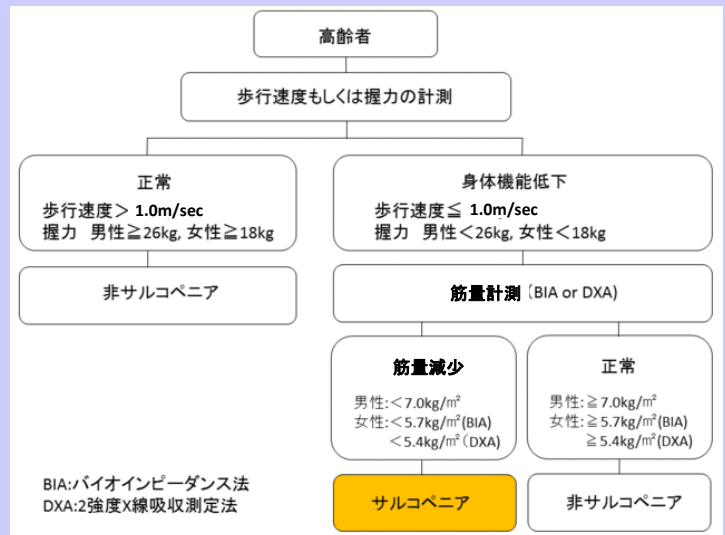 高齢者
歩行速度もしくは握力の計測
正常
歩行速度＞ 1.0m/sec
握力 男性≧26kg, 女性≧18kg
身体機能低下
歩行速度≦ 1.0m/sec
握力 男性＜26kg, 女性＜18kg
非サルコペニア
筋量計測（BIA or DXA)
筋量減少
男性:＜7.0kg/㎡
女性:＜5.7kg/㎡(BIA)
＜5.4kg/㎡（DXA)
正常
男性:≧7.0kg/㎡
女性:≧5.7kg/㎡(BIA)
≧5.4kg/㎡(DXA)
サルコペニア
非サルコペニア
BIA:バイオインピーダンス法
DXA:2強度X線吸収測定法